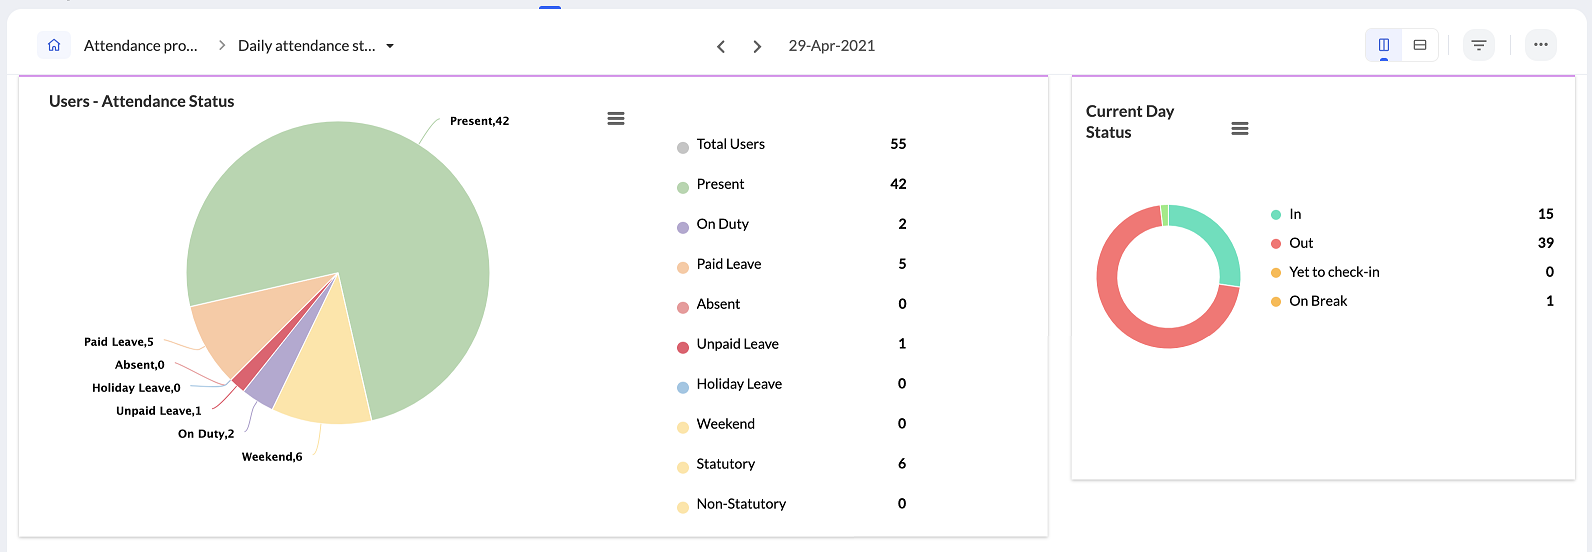 Attendance pro...
Daily attendance st...
29-Apr-2021
Users - Attendance Status
Present,42
Paid Leave,5
Absent,0
Holiday Leave,0
Unpaid Leave,1
On Duty,2
Weekend,6
Total Users 55
Present 42
On Duty 2
Paid Leave 5
Absent 0
Unpaid Leave 1
Holiday Leave 0
Weekend 0
Statutory 6
Non-Statutory 0
Current Day
Status
In 15
Out 39
Yet to check-in 0
On Break 1